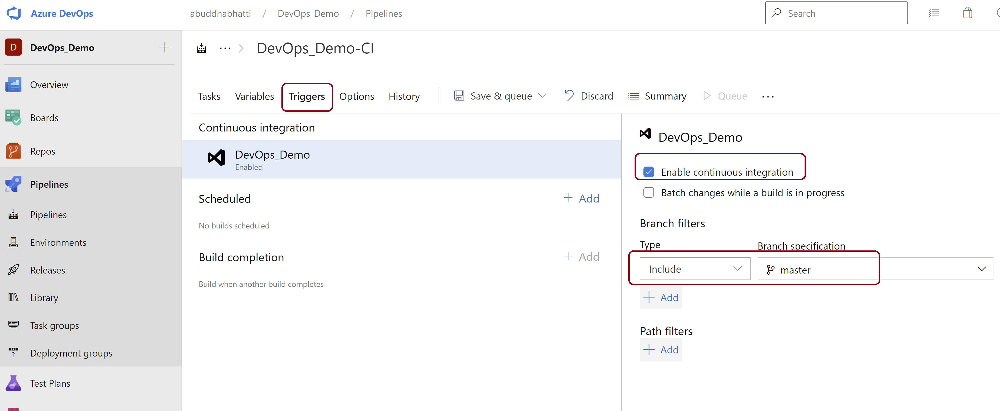 Azure DevOps
abuddhabhatti / DevOps_Demo / Pipelines
Search
D DevOps_Demo
Overview
Boards
Repos
Pipelines
Pipelines
Environments
Releases
Library
Task groups
Deployment groups
Test Plans
... > DevOps_Demo-CI
Tasks Variables Triggers Options History Save & queue Discard Summary Queue ...
Continuous integration
DevOps_Demo
Enabled
Scheduled + Add
No builds scheduled
Build completion + Add
Build when another build completes
DevOps_Demo
Enable continuous integration
Batch changes while a build is in progress
Branch filters
Type Branch specification
Include master
+ Add
Path filters
+ Add